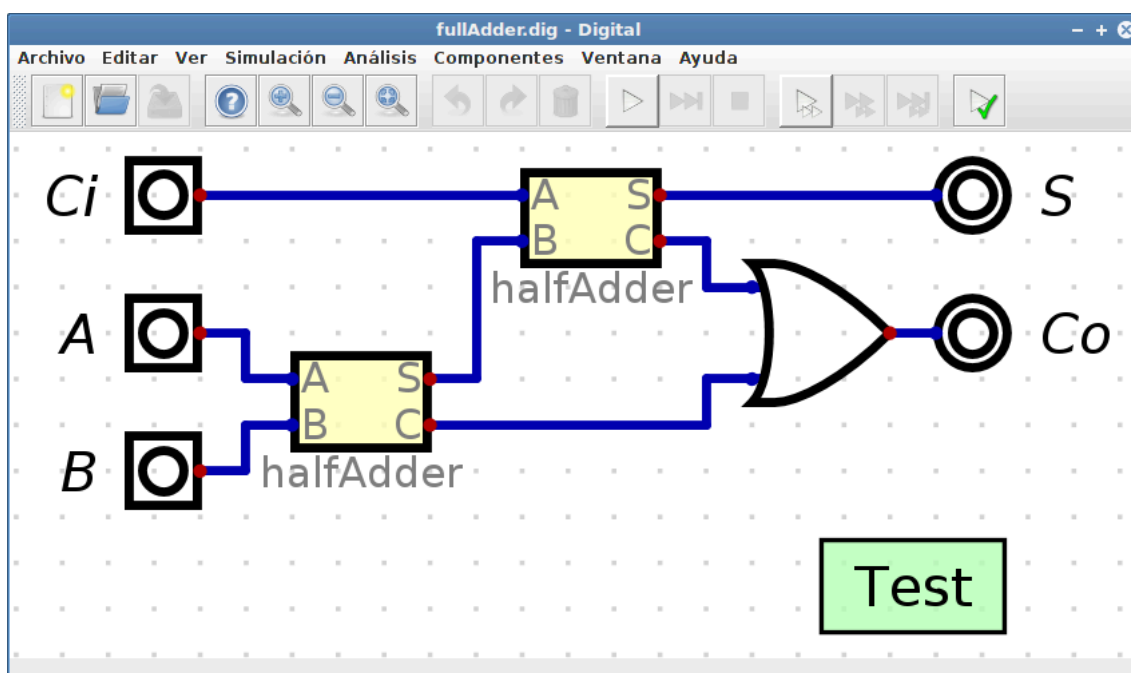 fullAdder.dig - Digital
Archivo Editar Ver Simulación Análisis Componentes Ventana Ayuda
Ci A S S
B C
halfAdder
A Co
A S
B C
B halfAdder
Test